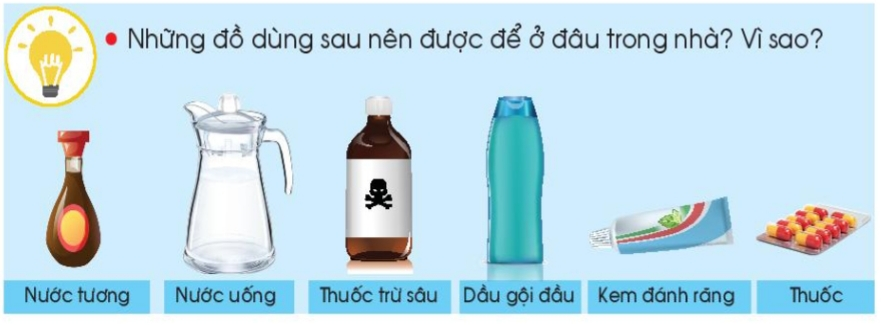 • Những đồ dùng sau nên được để ở đâu trong nhà? Vì sao?
Nước tương
Nước uống
Thuốc trừ sâu
Dầu gội đầu
Kem đánh răng
Thuốc